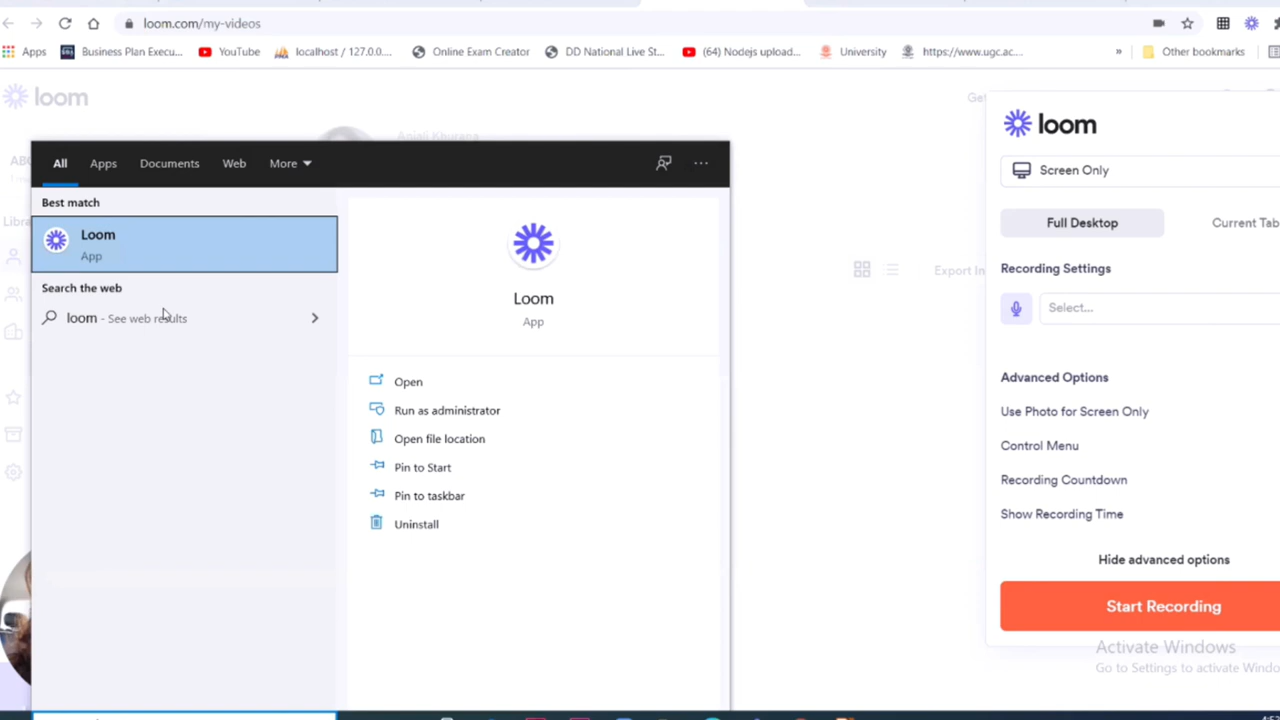 loom.com/my-videos
Apps
Business Plan Execu...
YouTube
localhost / 127.0.0....
Online Exam Creator
DD National Live St...
(64) Nodejs upload...
University
https://www.ugc.ac....
»
Other bookmarks
loom
Get
Anjali Khurana
Libra
Export In
All
Apps
Documents
Web
More
...
Best match
Loom
App
Search the web
loom - See web results
Loom
App
Open
Run as administrator
Open file location
Pin to Start
Pin to taskbar
Uninstall
loom
Screen Only
Full Desktop
Current Tab
Recording Settings
Select...
Advanced Options
Use Photo for Screen Only
Control Menu
Recording Countdown
Show Recording Time
Hide advanced options
Start Recording
Activate Windows
Go to Settings to activate Windo